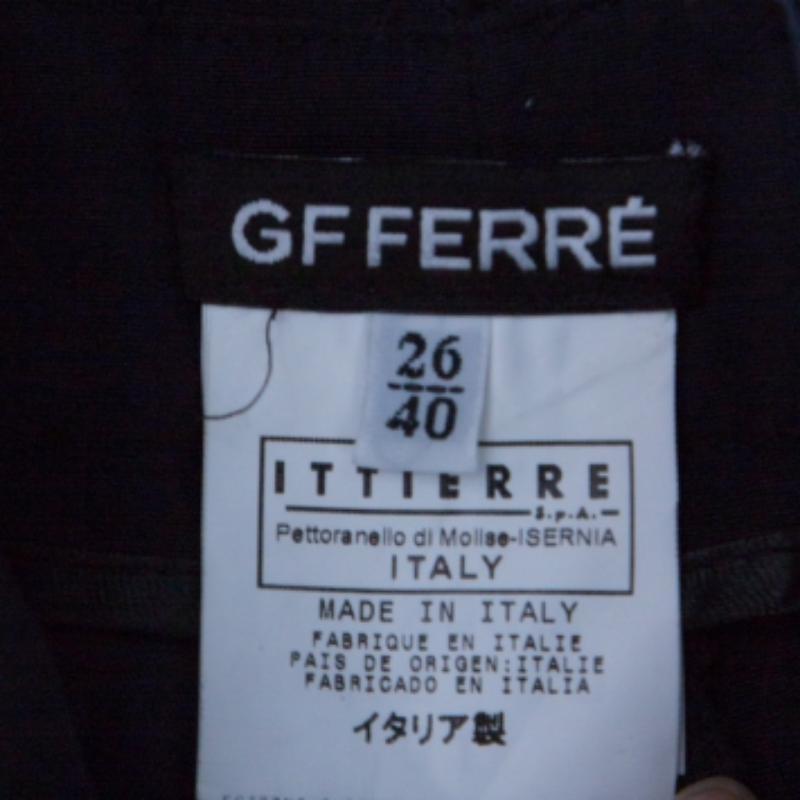 GF FERRÉ
26
40
ITTIERRE
S.p.A.
Pettoranello di Molise-ISERNIA
ITALY
MADE IN ITALY
FABRIQUE EN ITALIE
PAIS DE ORIGEN:ITALIE
FABRICADO EN ITALIA
イタリア製